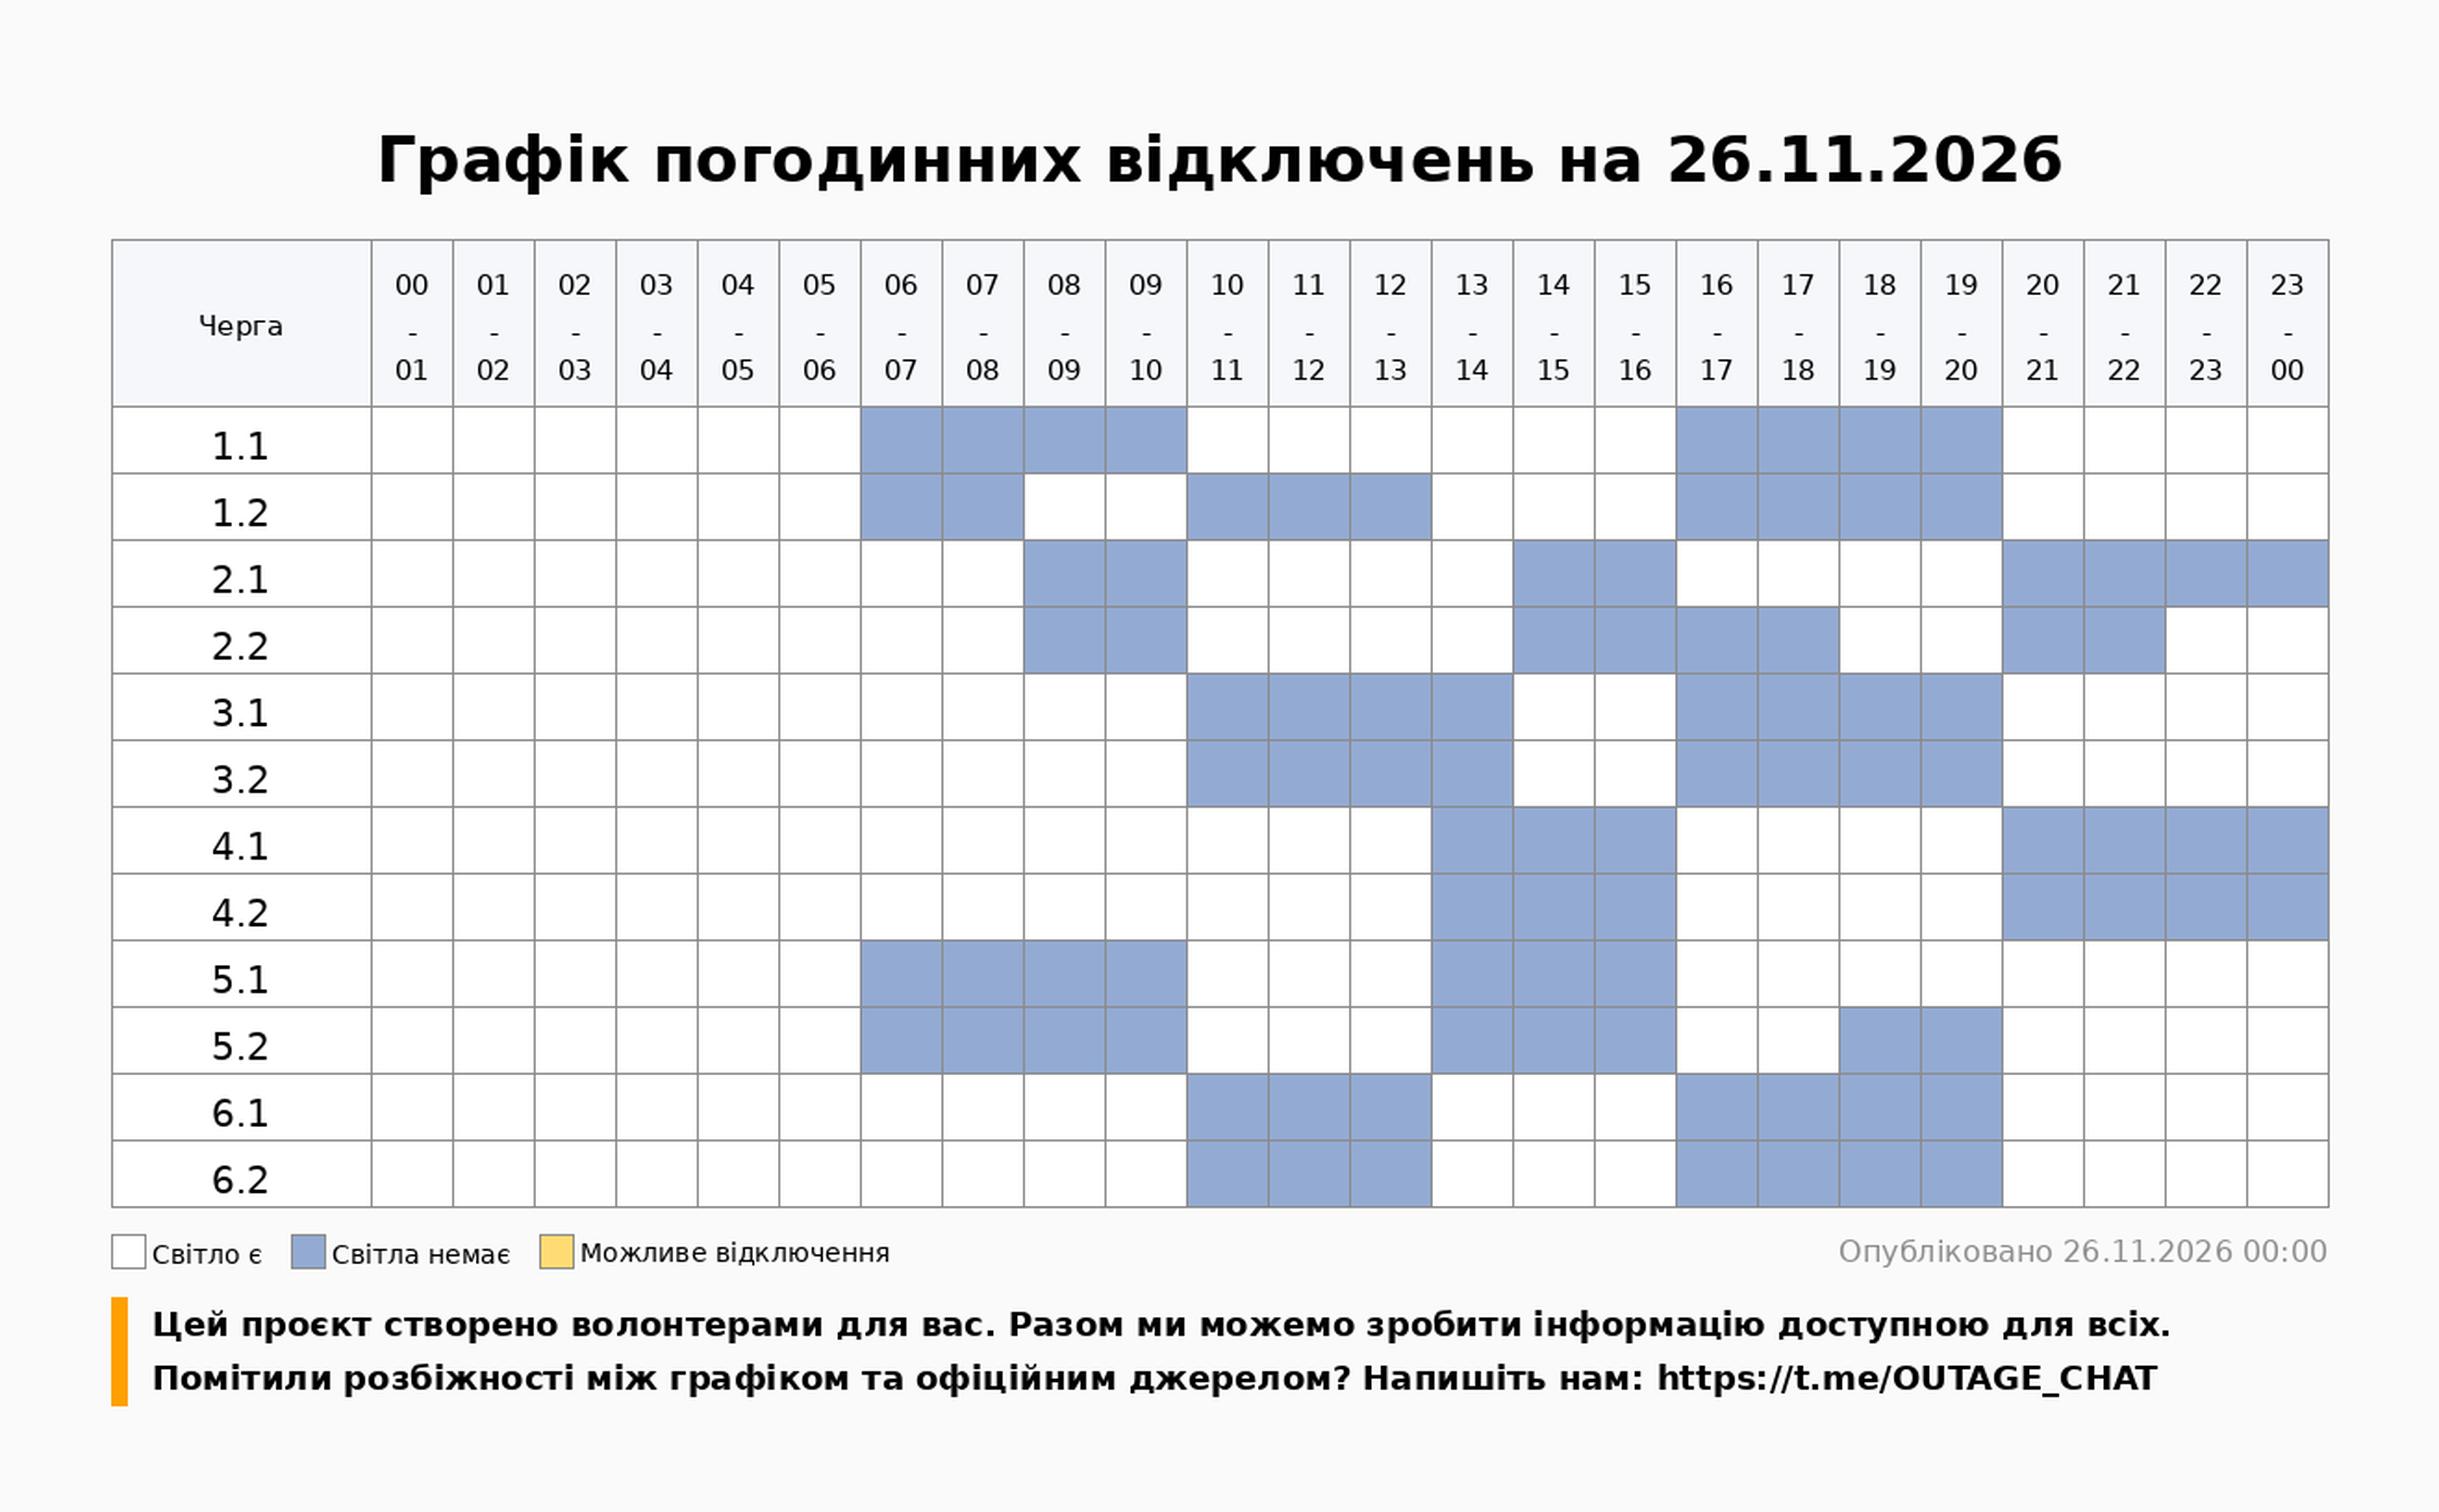 Графік погодинних відключень на 26.11.2026
Черга 00 - 01 01 - 02 02 - 03 03 - 04 04 - 05 05 - 06 06 - 07 07 - 08 08 - 09 09 - 10 10 - 11 11 - 12 12 - 13 13 - 14 14 - 15 15 - 16 16 - 17 17 - 18 18 - 19 19 - 20 20 - 21 21 - 22 22 - 23 23 - 00
1.1
1.2
2.1
2.2
3.1
3.2
4.1
4.2
5.1
5.2
6.1
6.2
Світло є Світла немає Можливе відключення Опубліковано 26.11.2026 00:00
Цей проєкт створено волонтерами для вас. Разом ми можемо зробити інформацію доступною для всіх.
Помітили розбіжності між графіком та офіційним джерелом? Напишіть нам: https://t.me/OUTAGE_CHAT